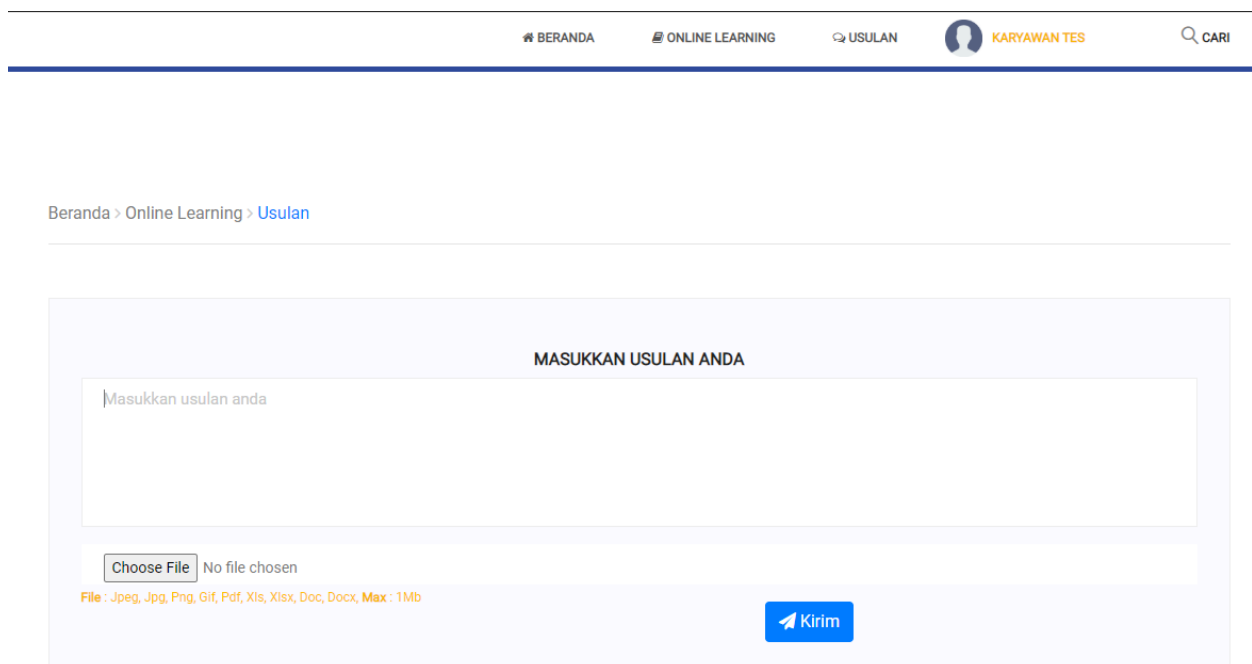 BERANDA ONLINE LEARNING USULAN KARYAWAN TES CARI
Beranda > Online Learning > Usulan
MASUKKAN USULAN ANDA
Masukkan usulan anda
Choose File No file chosen
File : Jpeg, Jpg, Png, Gif, Pdf, Xls, Xlsx, Doc, Docx, Max : 1Mb
Kirim